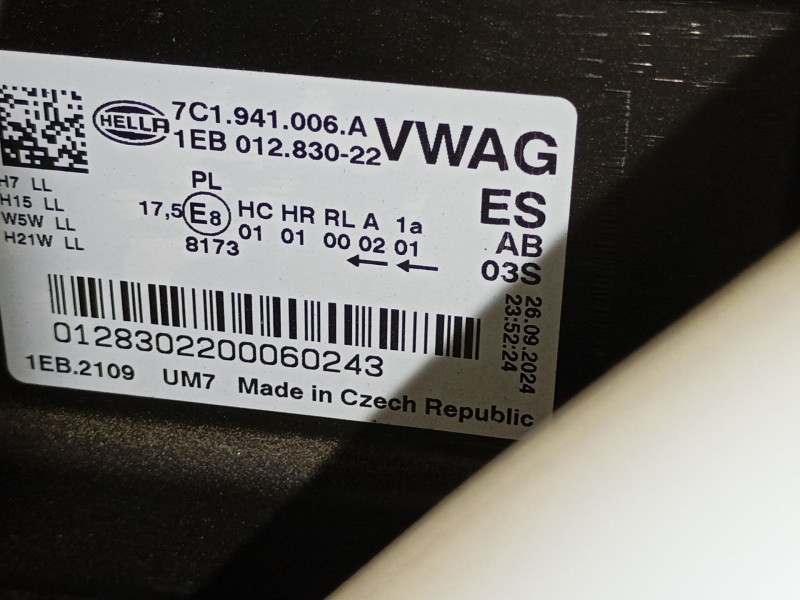 HELLA
7C1.941.006.A
1EB 012.830-22
VWAG
H7 LL
H15 LL
W5W LL
H21W LL
PL
17,5 E8 HC HR RL A 1a
01 01 00 02 01
8173
ES
AB
03S
26.09.2024
23:52:24
0128302200060243
1EB.2109 UM7 Made in Czech Republic